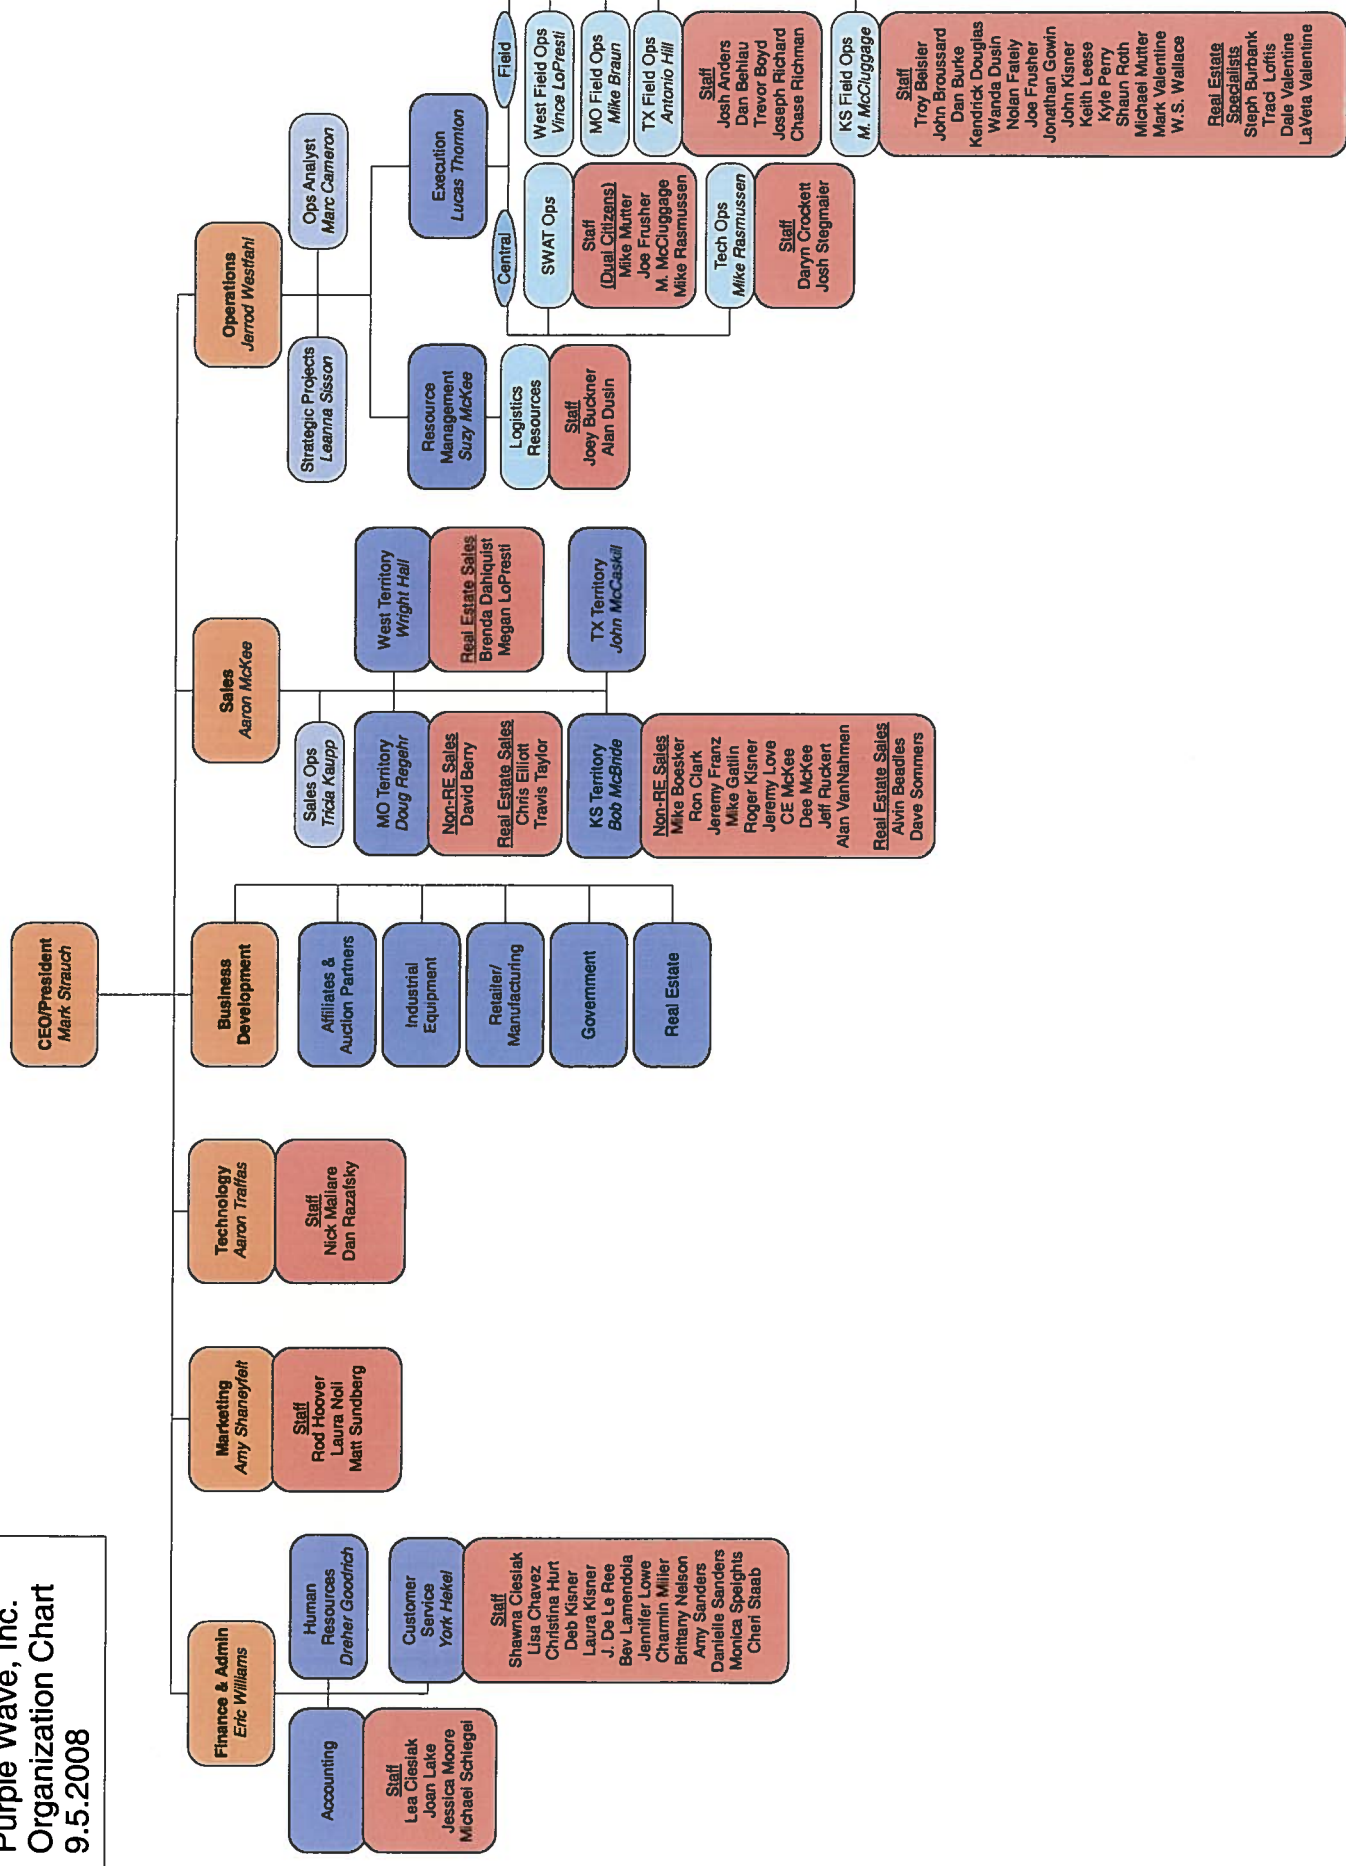 Purple Wave, Inc.
Organization Chart
9.5.2008
CEO/President
Mark Strauch
Finance & Admin
Eric Williams
Accounting
Staff
Lea Ciesiak
Joan Lake
Jessica Moore
Michael Schiegel
Human
Resources
Dreher Goodrich
Customer
Service
York Hekel
Staff
Shawna Ciesiak
Lisa Chavez
Christina Hurt
Deb Kisner
Laura Kisner
J. De Le Ree
Bev Lamendola
Jennifer Lowe
Charmin Miller
Brittany Nelson
Amy Sanders
Danielle Sanders
Monica Speights
Cheri Staab
Marketing
Amy Shaneyfelt
Staff
Rod Hoover
Laura Noll
Matt Sundberg
Technology
Aaron Traffas
Staff
Nick Maliare
Dan Razafsky
Business
Development
Affiliates &
Auction Partners
Industrial
Equipment
Retailer/
Manufacturing
Government
Real Estate
Sales
Aaron McKee
Sales Ops
Tricia Kaupp
MO Territory
Doug Regehr
Non-RE Sales
David Berry
Real Estate Sales
Chris Elliott
Travis Taylor
West Territory
Wright Hall
Real Estate Sales
Brenda Dahlquist
Megan LoPresti
KS Territory
Bob McBride
Non-RE Sales
Mike Boesker
Ron Clark
Jeremy Franz
Mike Gatlin
Roger Kisner
Jeremy Love
CE McKee
Dee McKee
Jeff Ruckert
Alan VanNahmen
Real Estate Sales
Alvin Beadles
Dave Sommers
TX Territory
John McCaskill
Operations
Jerrod Westfahl
Strategic Projects
Leanna Sisson
Ops Analyst
Marc Cameron
Resource
Management
Suzy McKee
Logistics
Resources
Staff
Joey Buckner
Alan Dusin
Execution
Lucas Thornton
Central
SWAT Ops
Staff
(Dual Citizens)
Mike Mutter
Joe Frusher
M. McCluggage
Mike Rasmussen
Tech Ops
Mike Rasmussen
Staff
Daryn Crockett
Josh Stegmaier
Field
West Field Ops
Vince LoPresti
MO Field Ops
Mike Braun
TX Field Ops
Antonio Hill
Staff
Josh Anders
Dan Behlau
Trevor Boyd
Joseph Richard
Chase Richman
KS Field Ops
M. McCluggage
Staff
Troy Beisler
John Broussard
Dan Burke
Kendrick Douglas
Wanda Dusin
Nolan Fately
Joe Frusher
Jonathan Gowin
John Kisner
Keith Leese
Kyle Perry
Shaun Roth
Michael Mutter
Mark Valentine
W.S. Wallace
Real Estate
Specialists
Steph Burbank
Traci Loftis
Dale Valentine
LaVeta Valentine